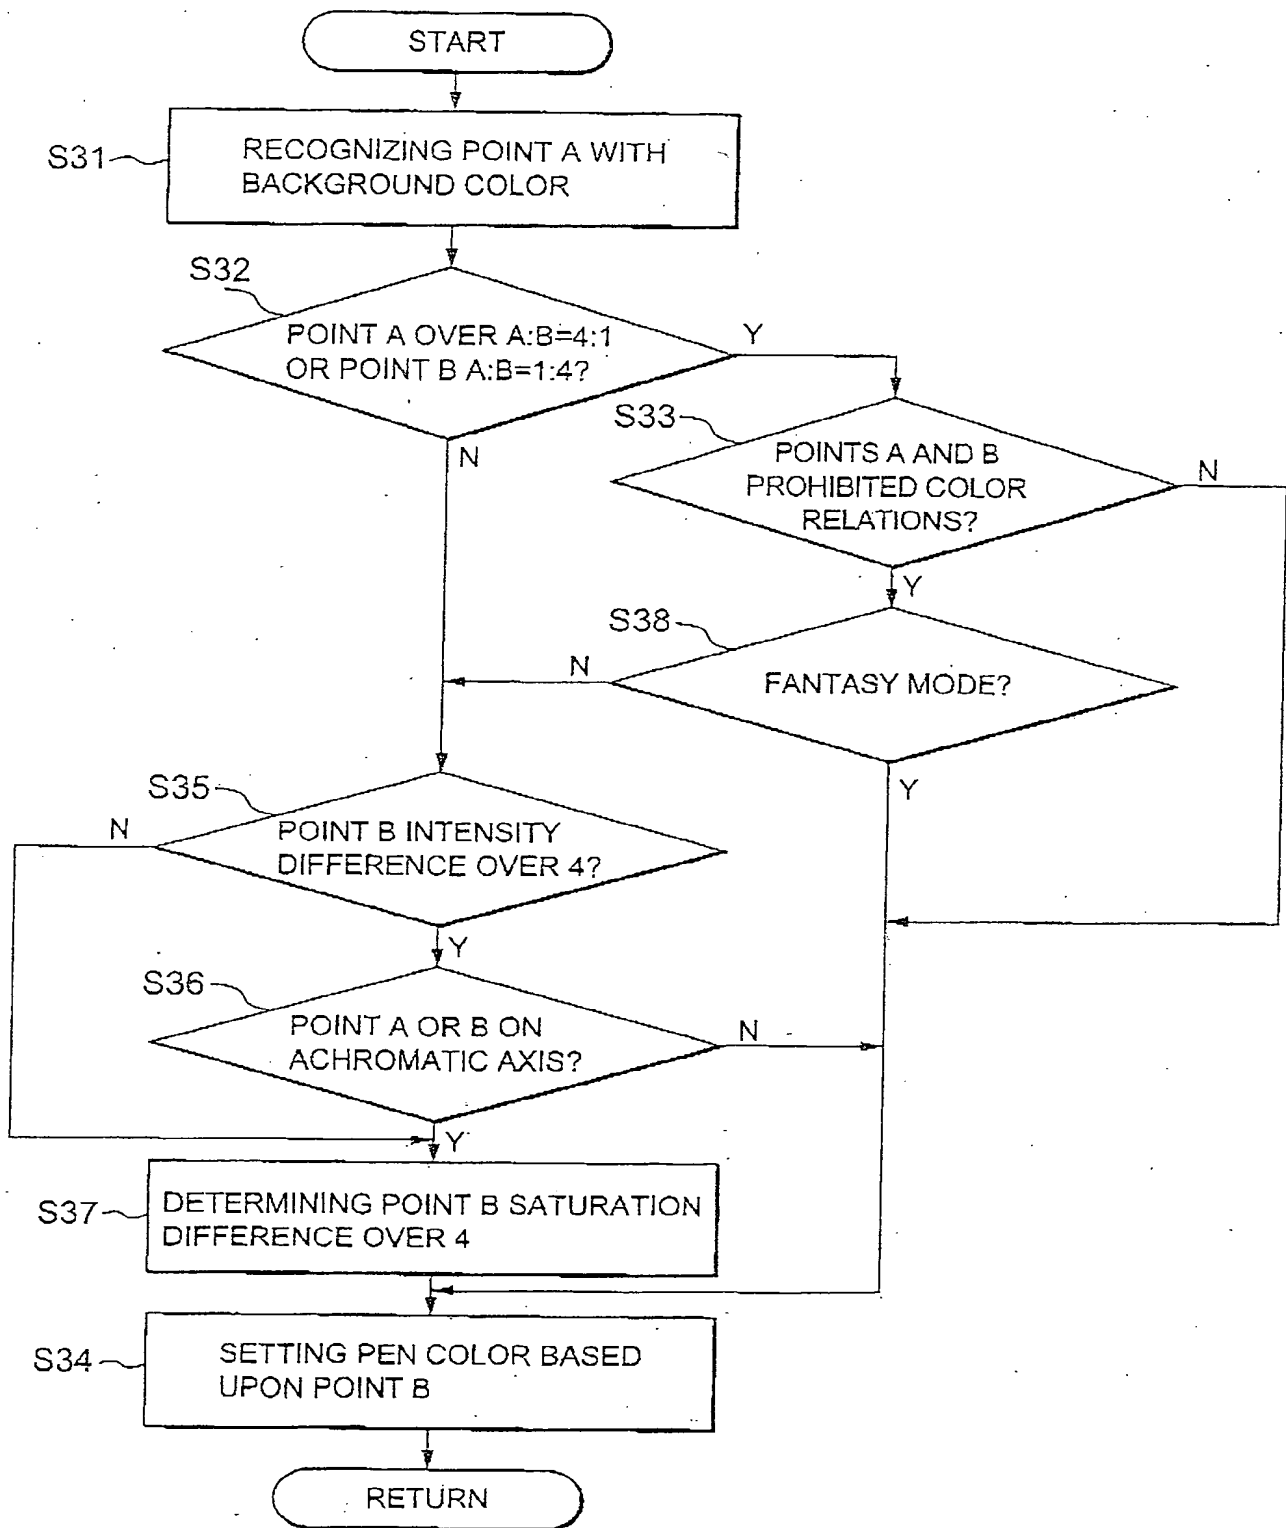 START
S31
RECOGNIZING POINT A WITH
BACKGROUND COLOR
S32
POINT A OVER A:B=4:1
OR POINT B A:B=1:4?
Y
N
S33
POINTS A AND B
PROHIBITED COLOR
RELATIONS?
N
Y
S38
FANTASY MODE?
N
Y
S35
POINT B INTENSITY
DIFFERENCE OVER 4?
N
Y
S36
POINT A OR B ON
ACHROMATIC AXIS?
N
Y
S37
DETERMINING POINT B SATURATION
DIFFERENCE OVER 4
S34
SETTING PEN COLOR BASED
UPON POINT B
RETURN